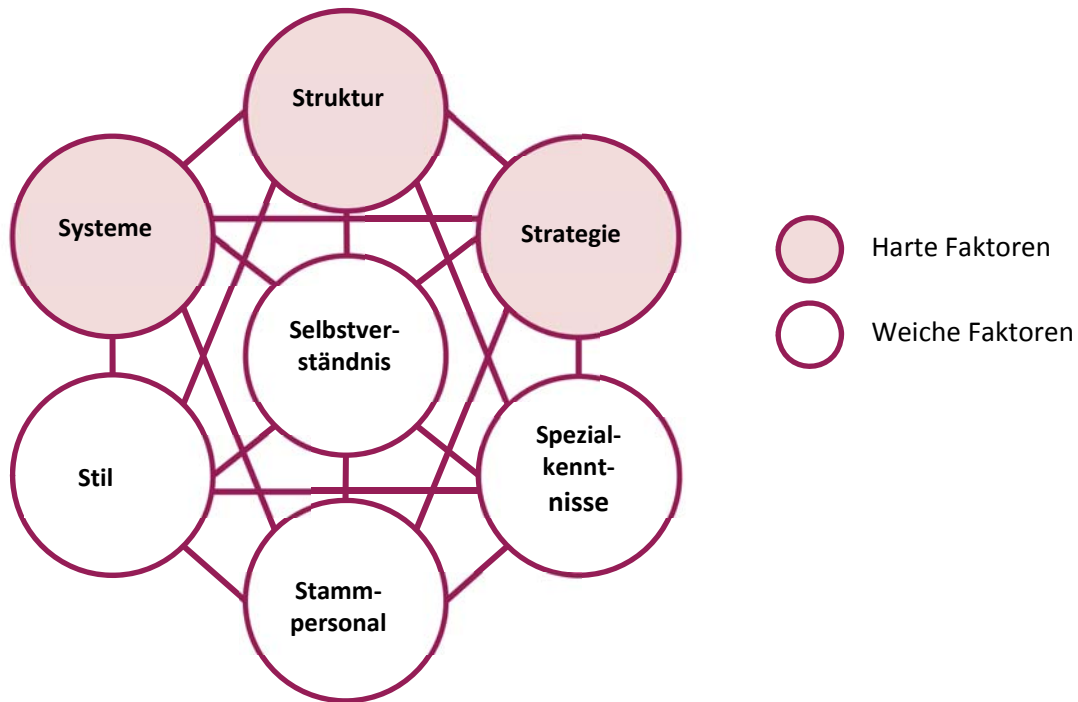 Struktur
Systeme
Strategie
Harte Faktoren
Weiche Faktoren
Selbstver-
ständnis
Stil
Spezial-
kennt-
nisse
Stamm-
personal